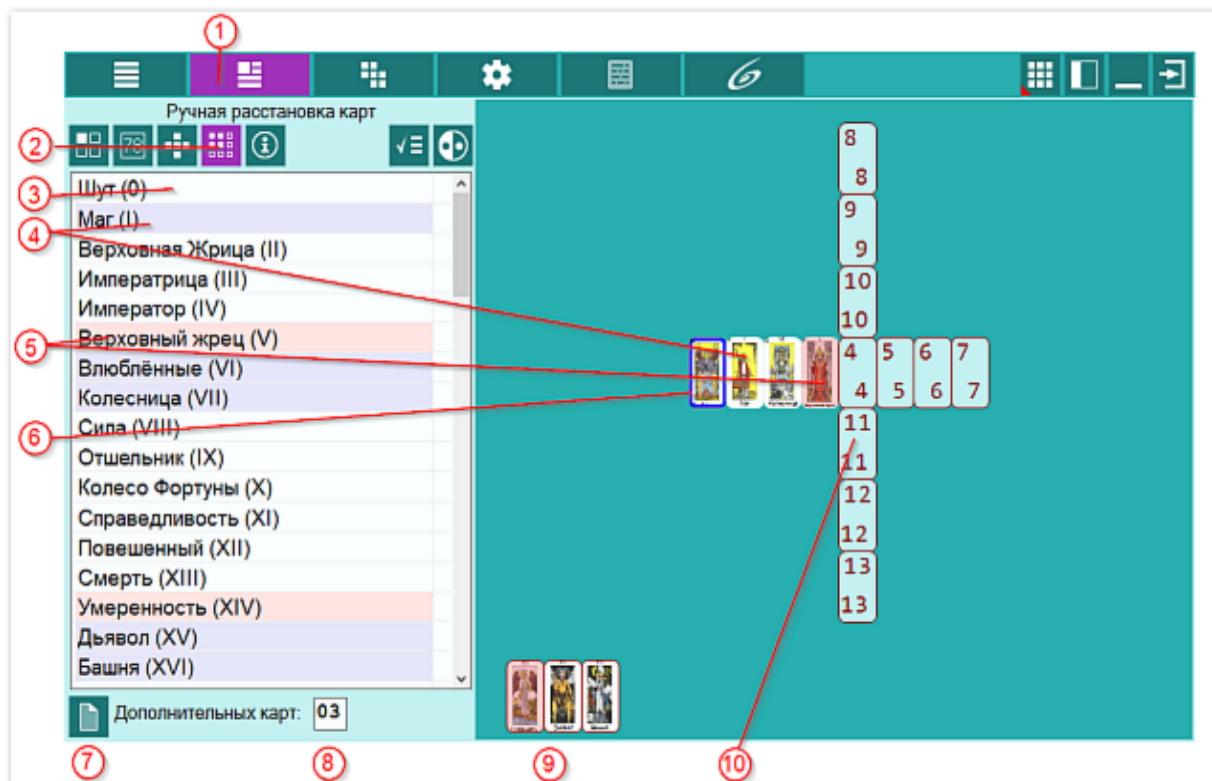 1
Ручная расстановка карт
78
2
3
Шут (0)
4
Маг (I)
Верховная Жрица (II)
Императрица (III)
Император (IV)
5
Верховный жрец (V)
Влюблённые (VI)
Колесница (VII)
6
Сила (VIII)
Отшельник (IX)
Колесо Фортуны (X)
Справедливость (XI)
Повешенный (XII)
Смерть (XIII)
Умеренность (XIV)
Дьявол (XV)
Башня (XVI)
8
8
9
9
10
10
4 5 6 7
4 5 6 7
11
11
12
12
13
13
Дополнительных карт: 03
7 8 9 10